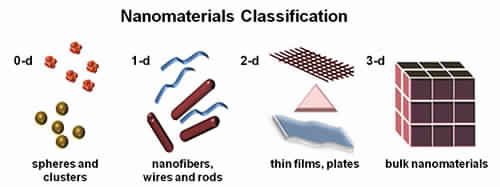 Nanomaterials Classification
0-d
1-d
2-d
3-d
spheres and
clusters
nanofibers,
wires and rods
thin films, plates
bulk nanomaterials